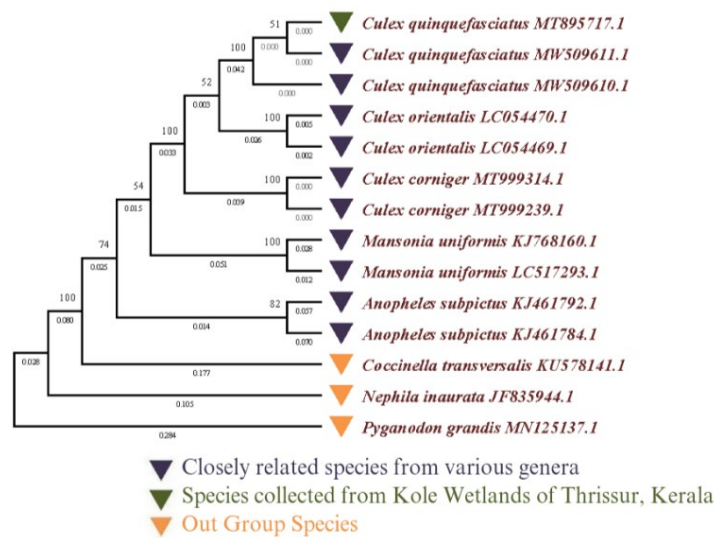 51
0.000
Culex quinquefasciatus MT895717.1
100
0.000
0.000
Culex quinquefasciatus MW509611.1
0.042
52
0.000
Culex quinquefasciatus MW509610.1
0.003
100
0.005
Culex orientalis LC054470.1
100
0.026
0.002
Culex orientalis LC054469.1
0.033
100
0.000
Culex corniger MT999314.1
54
0.039
0.000
Culex corniger MT999239.1
0.015
100
0.028
Mansonia uniformis KJ768160.1
74
0.051
0.012
Mansonia uniformis LC517293.1
0.025
82
0.037
Anopheles subpictus KJ461792.1
100
0.014
0.070
Anopheles subpictus KJ461784.1
0.080
0.028
0.177
Coccinella transversalis KU578141.1
0.105
Nephila inaurata JF835944.1
0.284
Pyganodon grandis MN125137.1
Closely related species from various genera
Species collected from Kole Wetlands of Thrissur, Kerala
Out Group Species